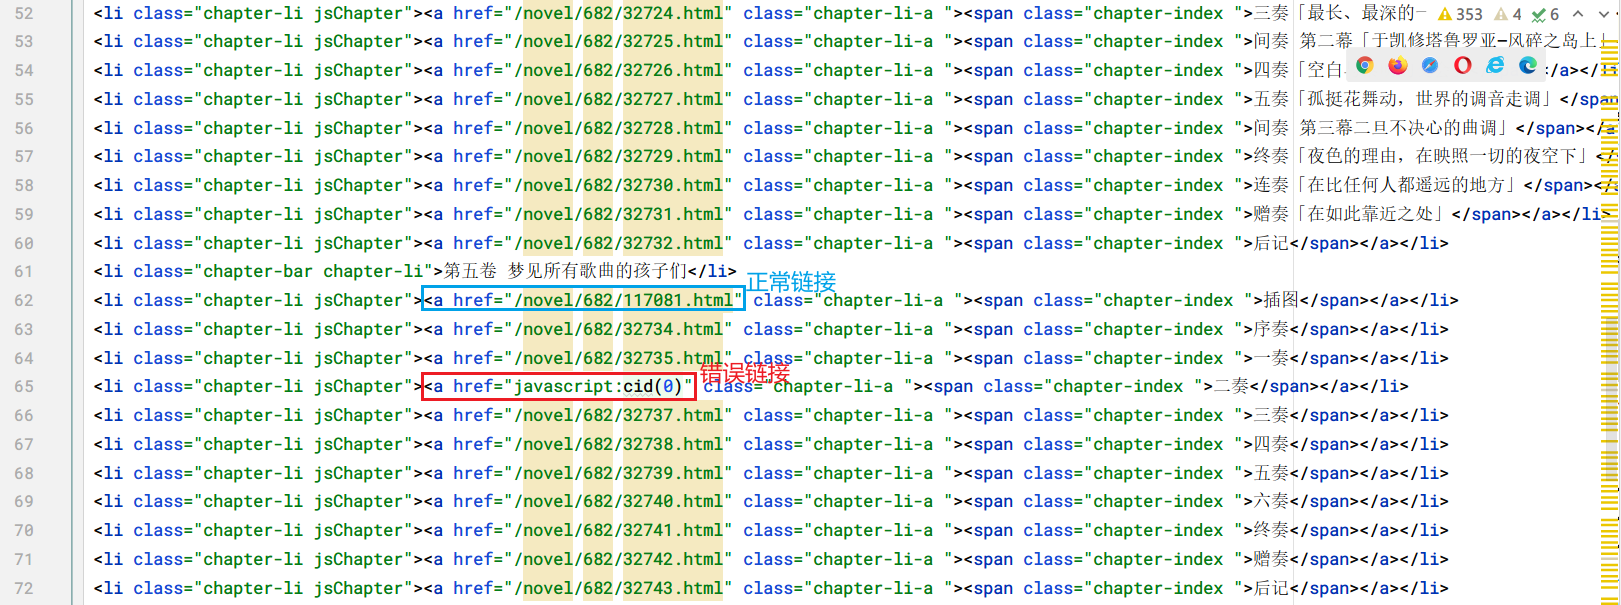 52 <li class="chapter-li jsChapter"><a href="/novel/682/32724.html" class="chapter-li-a "><span class="chapter-index ">三奏「最长、最深的一 353 4 6
53 <li class="chapter-li jsChapter"><a href="/novel/682/32725.html" class="chapter-li-a "><span class="chapter-index ">间奏 第二幕「于凯修塔鲁罗亚—风碎之岛上」
54 <li class="chapter-li jsChapter"><a href="/novel/682/32726.html" class="chapter-li-a "><span class="chapter-index ">四奏「空白 /a></li
55 <li class="chapter-li jsChapter"><a href="/novel/682/32727.html" class="chapter-li-a "><span class="chapter-index ">五奏「孤挺花舞动，世界的调音走调」</span
56 <li class="chapter-li jsChapter"><a href="/novel/682/32728.html" class="chapter-li-a "><span class="chapter-index ">间奏 第三幕二旦不决心的曲调」</span></a
57 <li class="chapter-li jsChapter"><a href="/novel/682/32729.html" class="chapter-li-a "><span class="chapter-index ">终奏「夜色的理由，在映照一切的夜空下」</
58 <li class="chapter-li jsChapter"><a href="/novel/682/32730.html" class="chapter-li-a "><span class="chapter-index ">连奏「在比任何人都遥远的地方」</span></a
59 <li class="chapter-li jsChapter"><a href="/novel/682/32731.html" class="chapter-li-a "><span class="chapter-index ">赠奏「在如此靠近之处」</span></a></li>
60 <li class="chapter-li jsChapter"><a href="/novel/682/32732.html" class="chapter-li-a "><span class="chapter-index ">后记</span></a></li>
61 <li class="chapter-bar chapter-li">第五卷 梦见所有歌曲的孩子们</li>
正常链接
62 <li class="chapter-li jsChapter"><a href="/novel/682/117081.html" class="chapter-li-a "><span class="chapter-index ">插图</span></a></li>
63 <li class="chapter-li jsChapter"><a href="/novel/682/32734.html" class="chapter-li-a "><span class="chapter-index ">序奏</span></a></li>
64 <li class="chapter-li jsChapter"><a href="/novel/682/32735.html" class="chapter-li-a "><span class="chapter-index ">一奏</span></a></li>
错误链接
65 <li class="chapter-li jsChapter"><a href="javascript:cid(0)" class="chapter-li-a "><span class="chapter-index ">二奏</span></a></li>
66 <li class="chapter-li jsChapter"><a href="/novel/682/32737.html" class="chapter-li-a "><span class="chapter-index ">三奏</span></a></li>
67 <li class="chapter-li jsChapter"><a href="/novel/682/32738.html" class="chapter-li-a "><span class="chapter-index ">四奏</span></a></li>
68 <li class="chapter-li jsChapter"><a href="/novel/682/32739.html" class="chapter-li-a "><span class="chapter-index ">五奏</span></a></li>
69 <li class="chapter-li jsChapter"><a href="/novel/682/32740.html" class="chapter-li-a "><span class="chapter-index ">六奏</span></a></li>
70 <li class="chapter-li jsChapter"><a href="/novel/682/32741.html" class="chapter-li-a "><span class="chapter-index ">终奏</span></a></li>
71 <li class="chapter-li jsChapter"><a href="/novel/682/32742.html" class="chapter-li-a "><span class="chapter-index ">赠奏</span></a></li>
72 <li class="chapter-li jsChapter"><a href="/novel/682/32743.html" class="chapter-li-a "><span class="chapter-index ">后记</span></a></li>